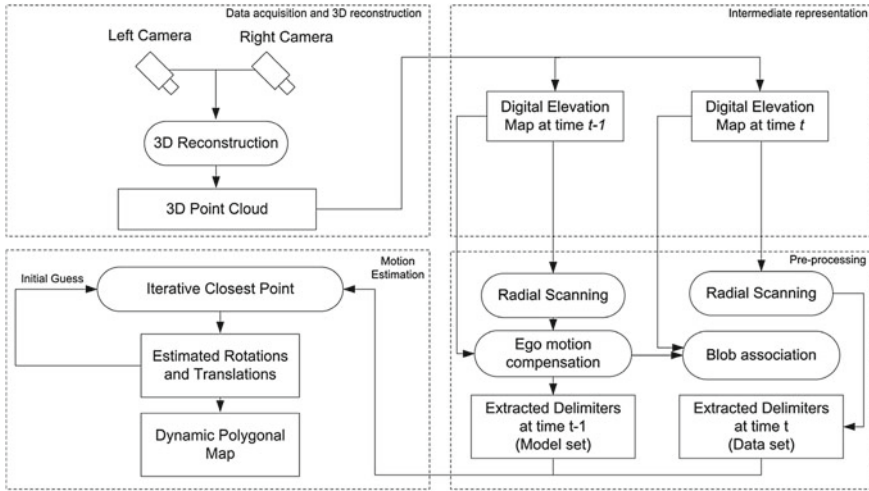 Data acquisition and 3D reconstruction
Left Camera
Right Camera
3D Reconstruction
3D Point Cloud
Intermediate representation
Digital Elevation
Map at time t-1
Digital Elevation
Map at time t
Motion
Estimation
Initial Guess
Iterative Closest Point
Estimated Rotations
and Translations
Dynamic Polygonal
Map
Pre-processing
Radial Scanning
Radial Scanning
Ego motion
compensation
Blob association
Extracted Delimiters
at time t-1
(Model set)
Extracted Delimiters
at time t
(Data set)